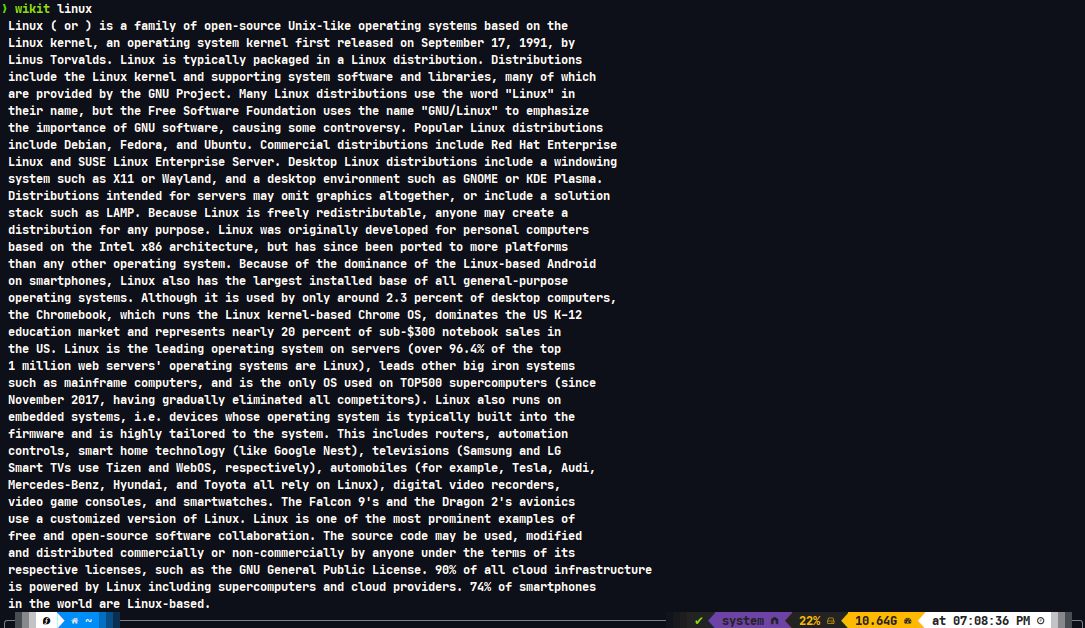 ❯ wikit linux
Linux ( or ) is a family of open-source Unix-like operating systems based on the
Linux kernel, an operating system kernel first released on September 17, 1991, by
Linus Torvalds. Linux is typically packaged in a Linux distribution. Distributions
include the Linux kernel and supporting system software and libraries, many of which
are provided by the GNU Project. Many Linux distributions use the word "Linux" in
their name, but the Free Software Foundation uses the name "GNU/Linux" to emphasize
the importance of GNU software, causing some controversy. Popular Linux distributions
include Debian, Fedora, and Ubuntu. Commercial distributions include Red Hat Enterprise
Linux and SUSE Linux Enterprise Server. Desktop Linux distributions include a windowing
system such as X11 or Wayland, and a desktop environment such as GNOME or KDE Plasma.
Distributions intended for servers may omit graphics altogether, or include a solution
stack such as LAMP. Because Linux is freely redistributable, anyone may create a
distribution for any purpose. Linux was originally developed for personal computers
based on the Intel x86 architecture, but has since been ported to more platforms
than any other operating system. Because of the dominance of the Linux-based Android
on smartphones, Linux also has the largest installed base of all general-purpose
operating systems. Although it is used by only around 2.3 percent of desktop computers,
the Chromebook, which runs the Linux kernel-based Chrome OS, dominates the US K–12
education market and represents nearly 20 percent of sub-$300 notebook sales in
the US. Linux is the leading operating system on servers (over 96.4% of the top
1 million web servers' operating systems are Linux), leads other big iron systems
such as mainframe computers, and is the only OS used on TOP500 supercomputers (since
November 2017, having gradually eliminated all competitors). Linux also runs on
embedded systems, i.e. devices whose operating system is typically built into the
firmware and is highly tailored to the system. This includes routers, automation
controls, smart home technology (like Google Nest), televisions (Samsung and LG
Smart TVs use Tizen and WebOS, respectively), automobiles (for example, Tesla, Audi,
Mercedes-Benz, Hyundai, and Toyota all rely on Linux), digital video recorders,
video game consoles, and smartwatches. The Falcon 9's and the Dragon 2's avionics
use a customized version of Linux. Linux is one of the most prominent examples of
free and open-source software collaboration. The source code may be used, modified
and distributed commercially or non-commercially by anyone under the terms of its
respective licenses, such as the GNU General Public License. 90% of all cloud infrastructure
is powered by Linux including supercomputers and cloud providers. 74% of smartphones
in the world are Linux-based.
~ ✔ system 22% 10.64G at 07:08:36 PM